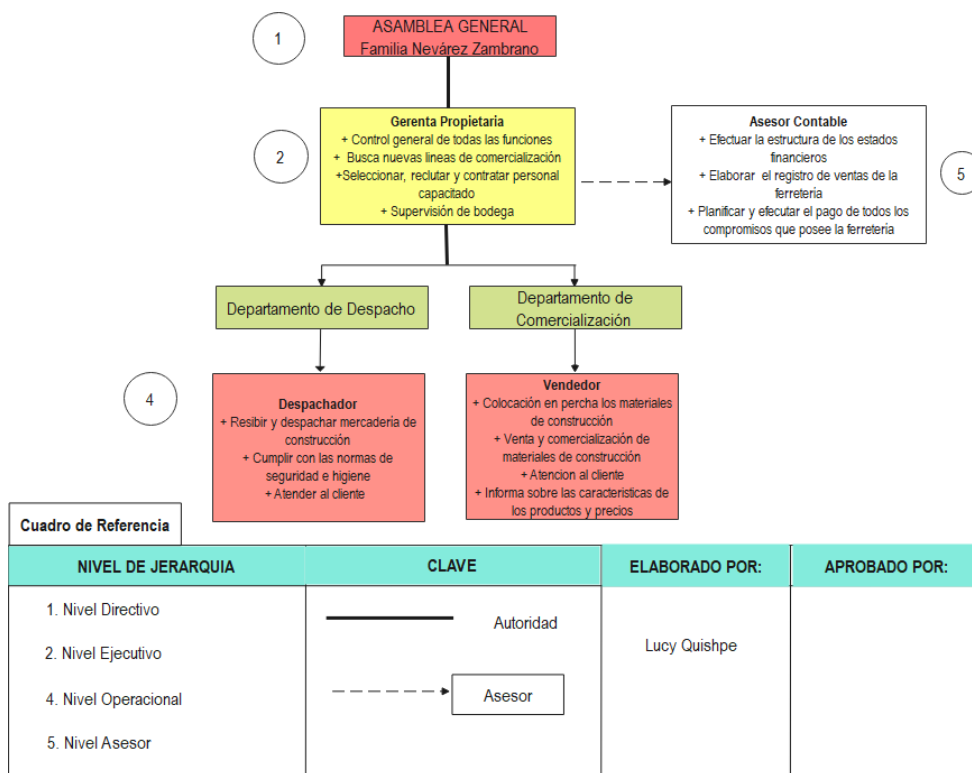 1
ASAMBLEA GENERAL
Familia Nevárez Zambrano
2
Gerenta Propietaria
+ Control general de todas las funciones
+ Busca nuevas lineas de comercialización
+Seleccionar, reclutar y contratar personal
capacitado
+ Supervisión de bodega
Asesor Contable
+ Efectuar la estructura de los estados
financieros
+ Elaborar el registro de ventas de la
ferreteria
+ Planificar y efecutar el pago de todos los
compromisos que posee la ferreteria
5
Departamento de Despacho
Departamento de
Comercialización
4
Despachador
+ Resibir y despachar mercadería de
construcción
+ Cumplir con las normas de
seguridad e higiene
+ Atender al cliente
Vendedor
+ Colocación en percha los materiales
de construcción
+ Venta y comercialización de
materiales de construcción
+ Atencion al cliente
+ Informa sobre las caracteristicas de
los productos y precios
Cuadro de Referencia
NIVEL DE JERARQUIA
CLAVE
ELABORADO POR:
APROBADO POR:
1. Nivel Directivo
2. Nivel Ejecutivo
4. Nivel Operacional
5. Nivel Asesor
Autoridad
Asesor
Lucy Quishpe